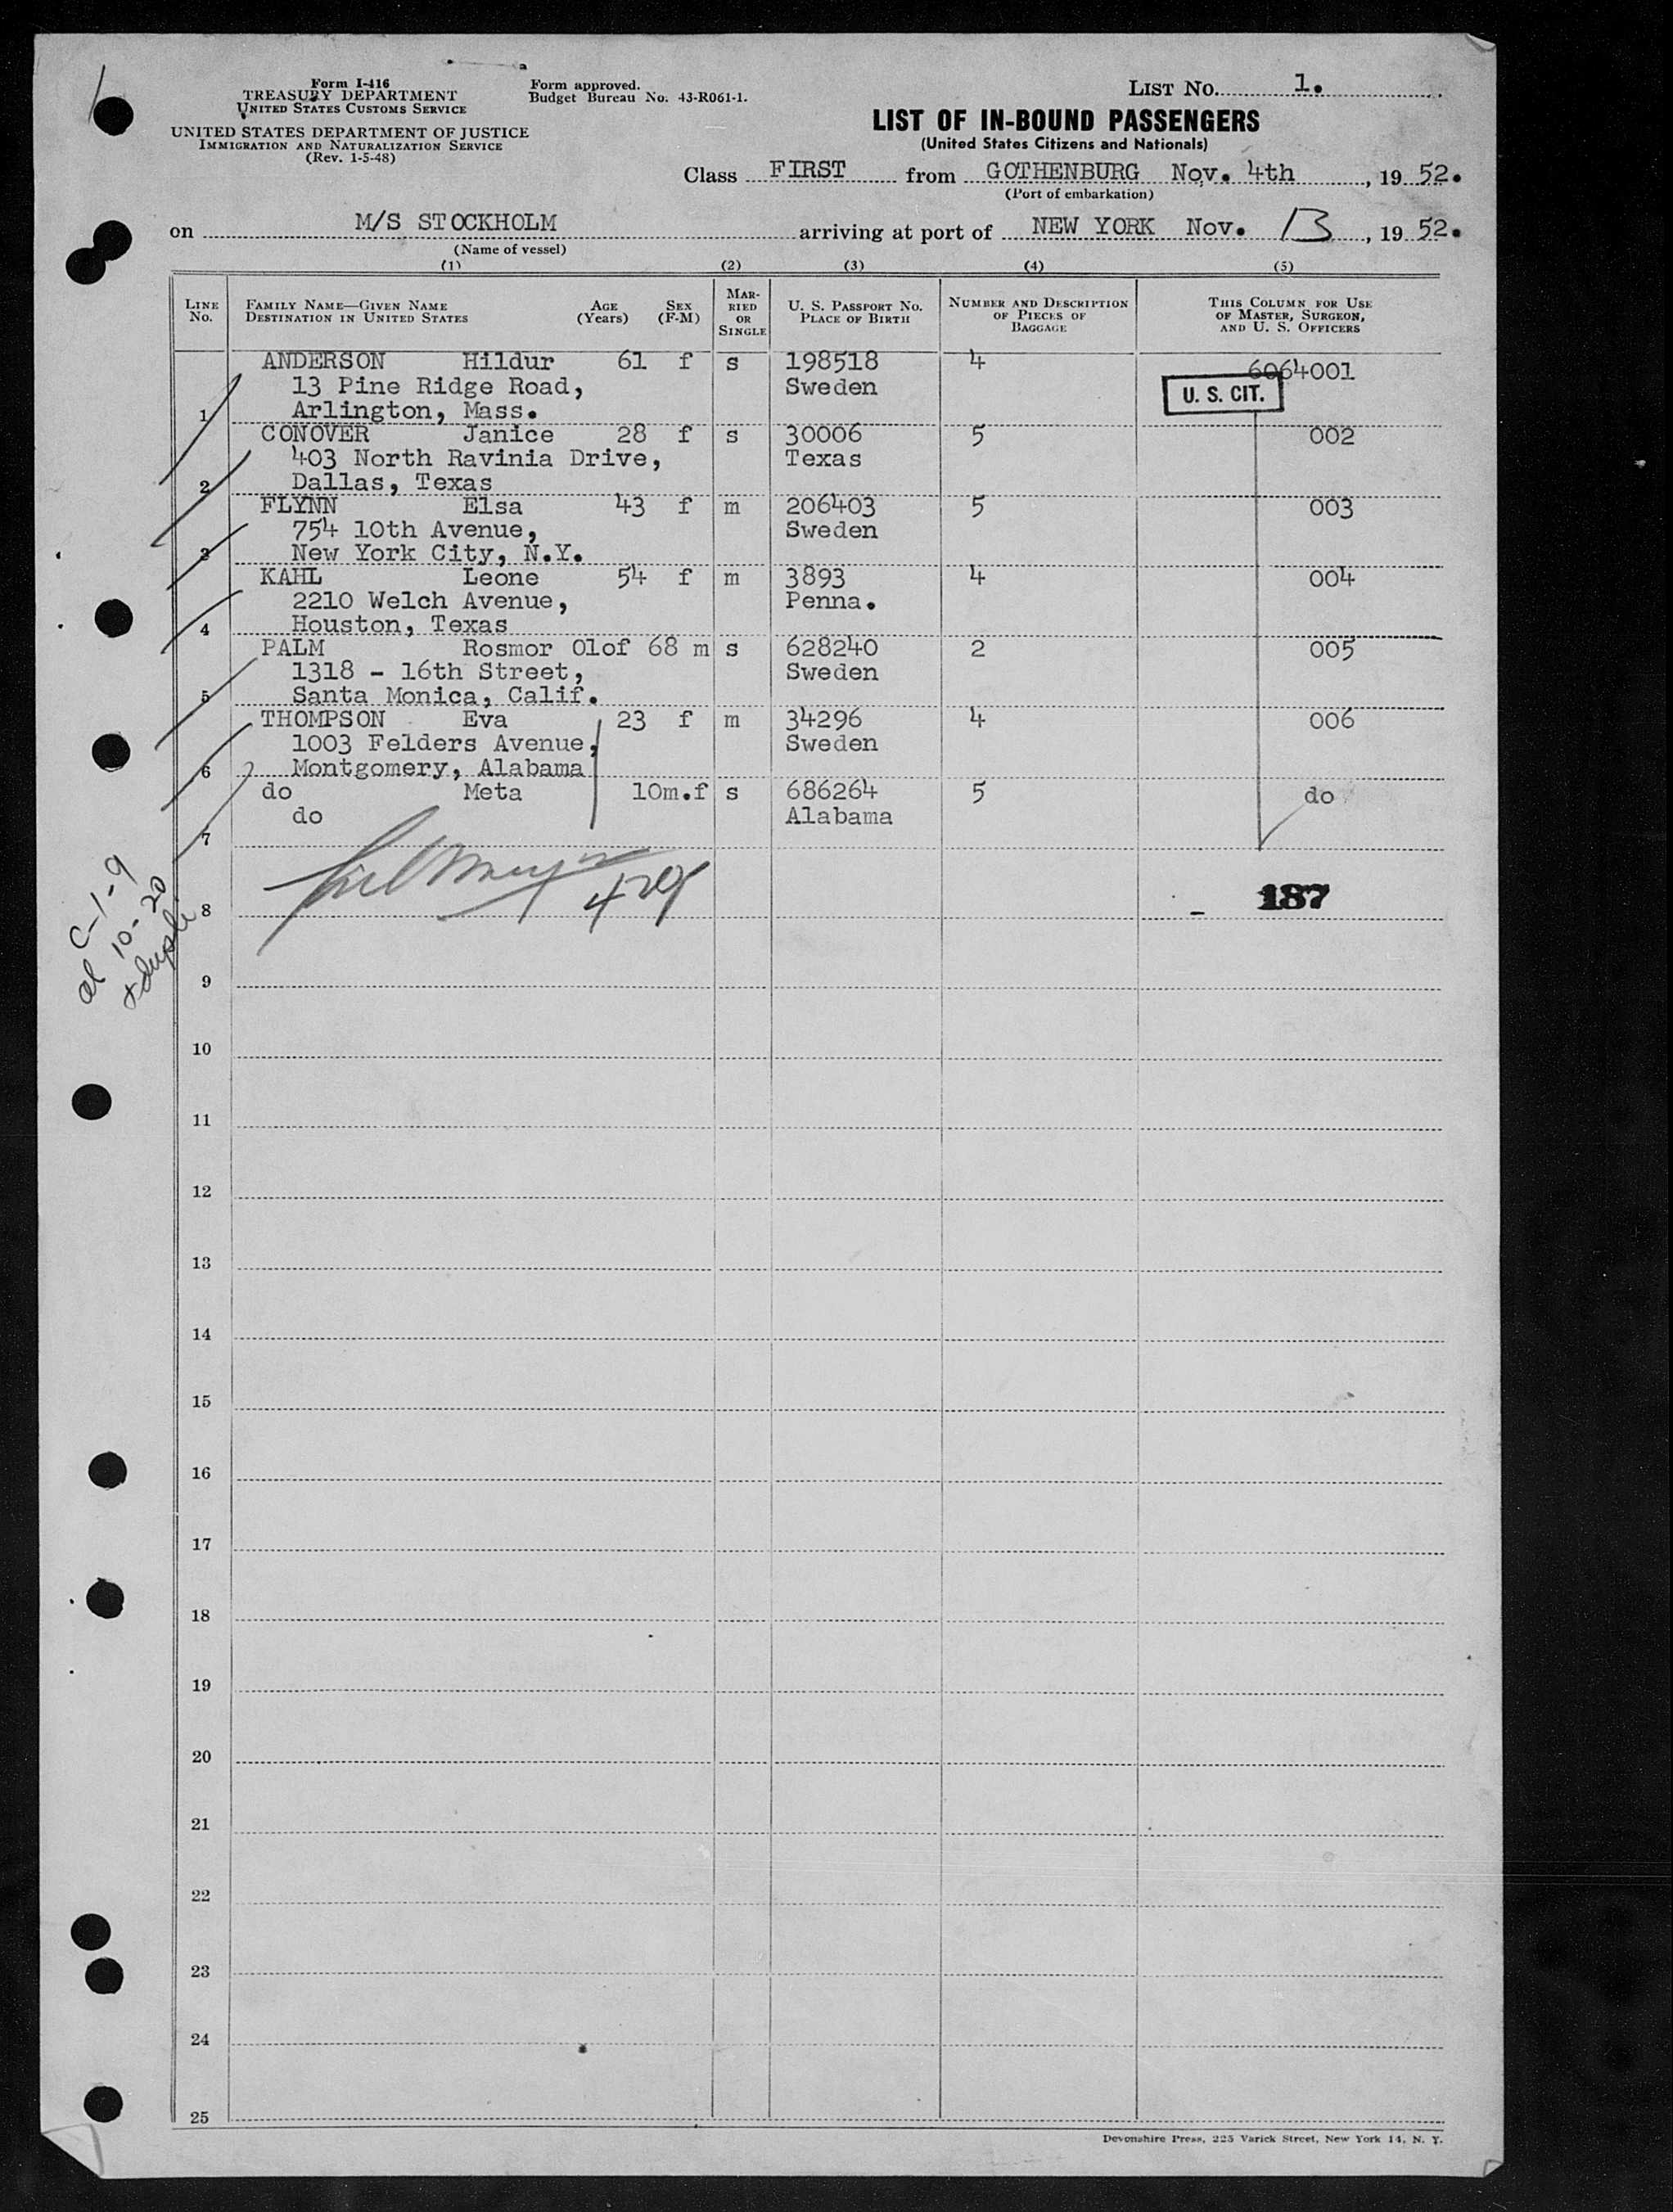 Form I-416
TREASURY DEPARTMENT
UNITED STATES CUSTOMS SERVICE
UNITED STATES DEPARTMENT OF JUSTICE
IMMIGRATION AND NATURALIZATION SERVICE
(Rev. 1-5-48)
Form approved.
Budget Bureau No. 43-R061-1.
LIST No. 1.
LIST OF IN-BOUND PASSENGERS
(United States Citizens and Nationals)
Class FIRST from GOTHENBURG Nov. 4th, 1952.
(Port of embarkation)
on M/S STOCKHOLM arriving at port of NEW YORK Nov. 13, 1952.
(Name of vessel)
(1) (2) (3) (4) (5)
LINE No.
FAMILY NAME—GIVEN NAME
DESTINATION IN UNITED STATES
AGE (Years)
SEX (F-M)
MARRIED OR SINGLE
U. S. PASSPORT NO.
PLACE OF BIRTH
NUMBER AND DESCRIPTION OF PIECES OF BAGGAGE
THIS COLUMN FOR USE OF MASTER, SURGEON, AND U. S. OFFICERS
ANDERSON Hildur 61 f s 198518 4 6064001
13 Pine Ridge Road, Sweden U. S. CIT.
1 Arlington, Mass.
CONOVER Janice 28 f s 30006 5 002
403 North Ravinia Drive, Texas
2 Dallas, Texas
FLYNN Elsa 43 f m 206403 5 003
754 10th Avenue, Sweden
3 New York City, N.Y.
KAHL Leone 54 f m 3893 4 004
2210 Welch Avenue, Penna.
4 Houston, Texas
PALM Rosmor Olof 68 m s 628240 2 005
1318 - 16th Street, Sweden
5 Santa Monica, Calif.
THOMPSON Eva 23 f m 34296 4 006
1003 Felders Avenue, Sweden
6 Montgomery, Alabama
do Meta 10m. f s 686264 5 do
do Alabama
7
C-1-9
al 10-20
8 187
9
10
11
12
13
14
15
16
17
18
19
20
21
22
23
24
25
Devonshire Press, 225 Varick Street, New York 14, N. Y.